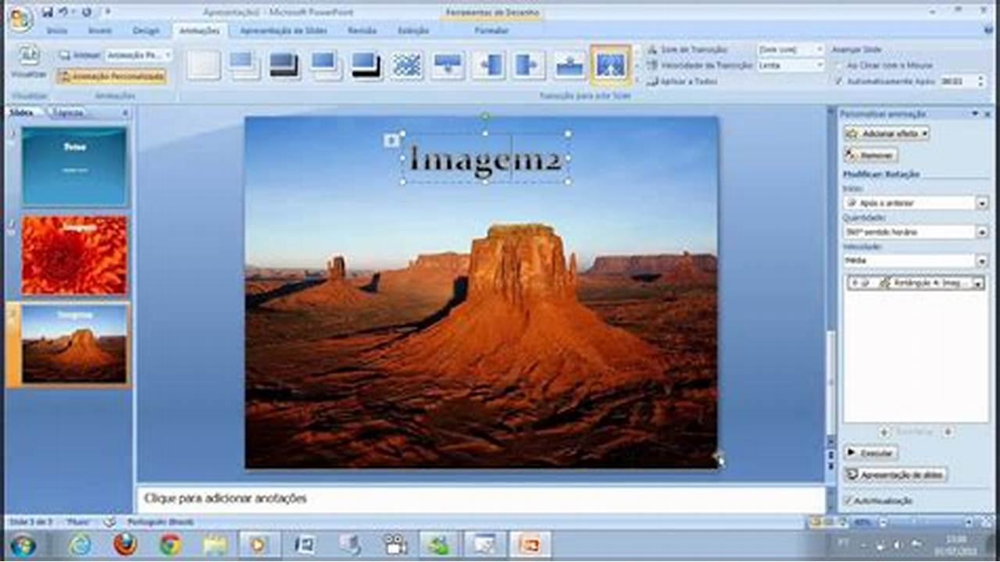 Apresentação1 - Microsoft PowerPoint
Ferramentas de Desenho
Início Inserir Design Animações Apresentação de Slides Revisão Exibição Formatar
Visualizar
Animar: Animação Pe...
Animação Personalizada
Visualizar
Animações
Transição para este Slide
Som de Transição: [Sem som]
Velocidade da Transição: Lenta
Aplicar a Todos
Avançar Slide
Ao Clicar com o Mouse
Automaticamente Após: 00:03
Slides Tópicos
Fotos
Imagem2
Personalizar animação
Adicionar efeito
Remover
Modificar: Rotação
Início:
Após o anterior
Quantidade:
360° sentido horário
Velocidade:
Média
Retângulo 4: Imag...
Reordenar
Executar
Apresentação de slides
AutoVisualização
Clique para adicionar anotações
Slide 3 de 3 "Fluxo" Português (Brasil)
PT